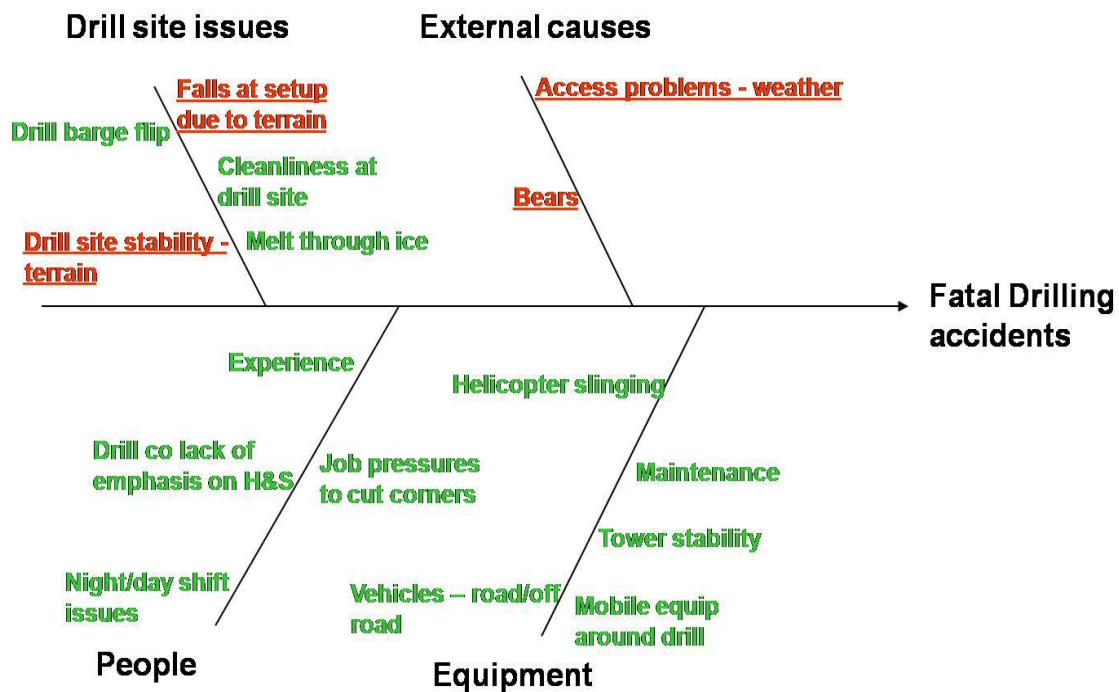 Drill site issues
External causes
Falls at setup
due to terrain
Access problems - weather
Drill barge flip
Cleanliness at
drill site
Bears
Drill site stability -
terrain
Melt through ice
Fatal Drilling
accidents
Experience
Helicopter slinging
Drill co lack of
emphasis on H&S
Job pressures
to cut corners
Maintenance
Tower stability
Night/day shift
issues
Vehicles – road/off
road
Mobile equip
around drill
People
Equipment